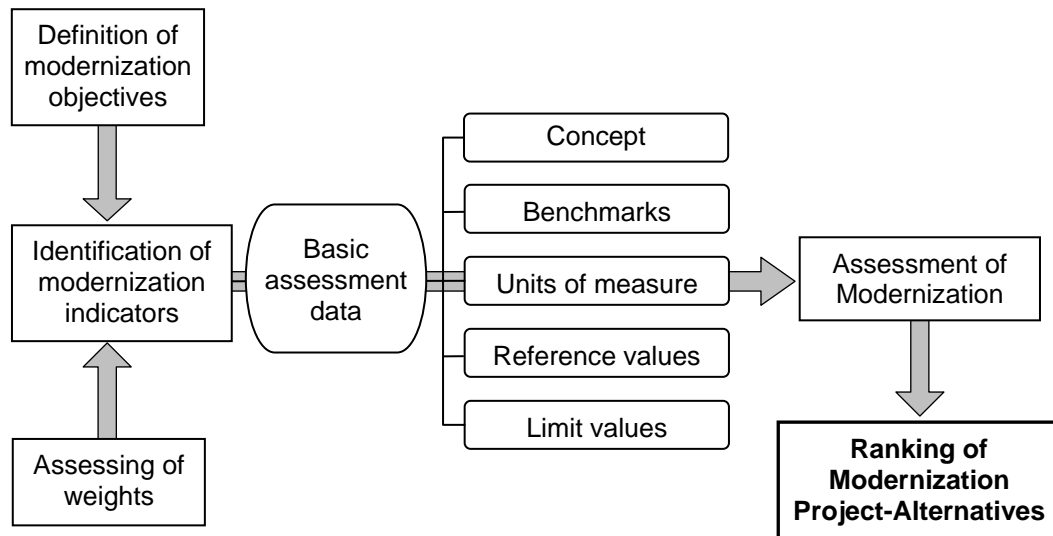 Definition of
modernization
objectives
Identification of
modernization
indicators
Assessing of
weights
Basic
assessment
data
Concept
Benchmarks
Units of measure
Reference values
Limit values
Assessment of
Modernization
Ranking of
Modernization
Project-Alternatives